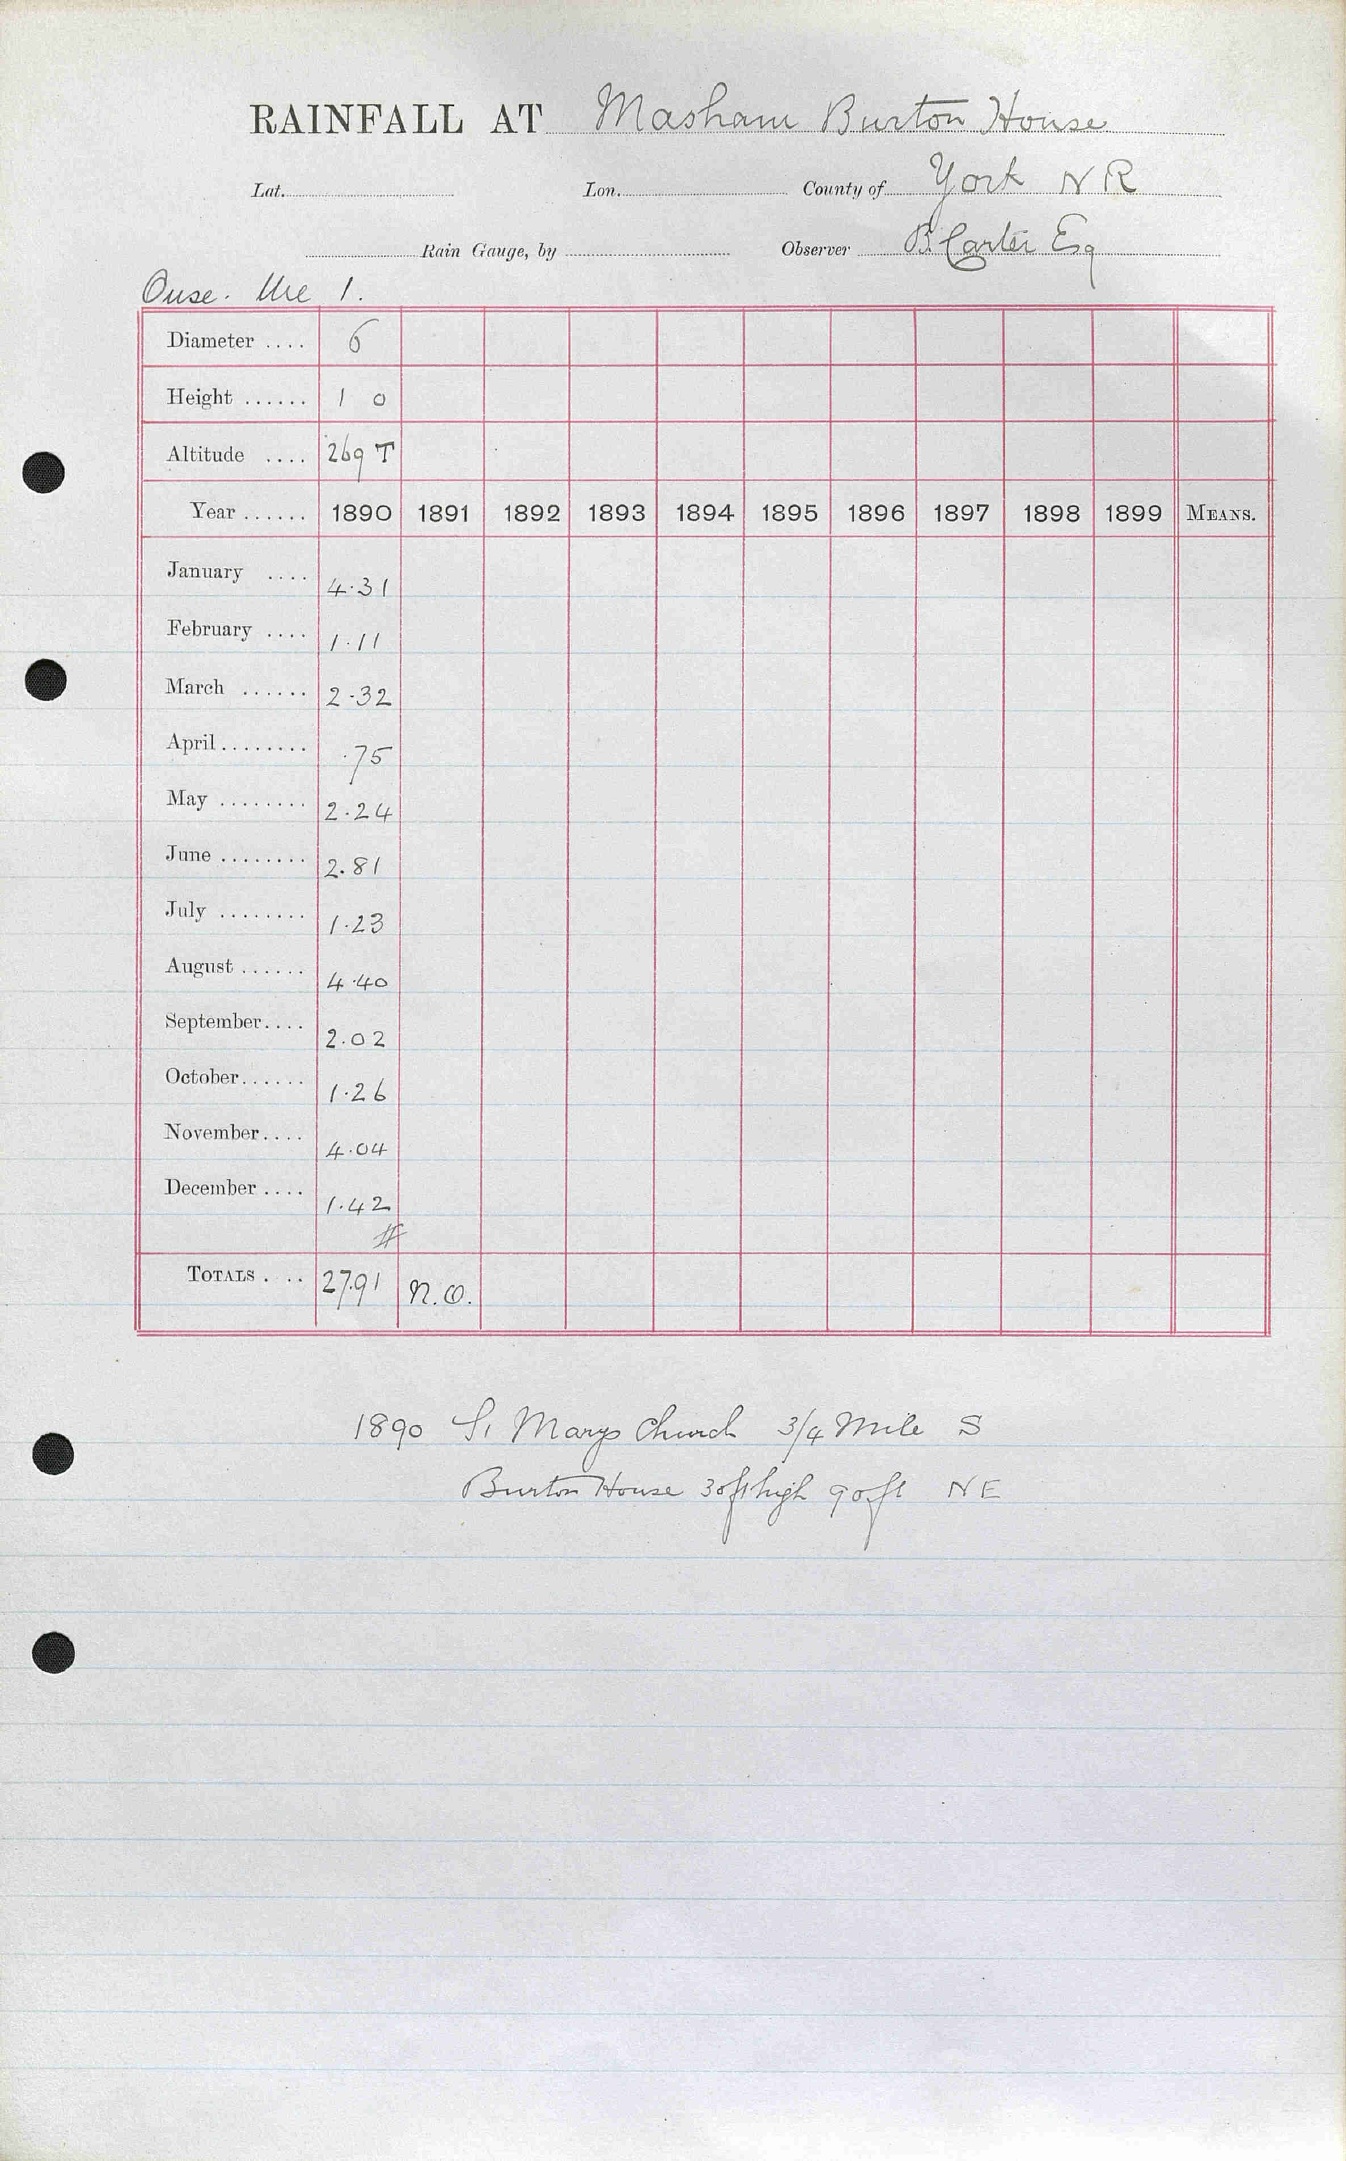 RAINFALL AT Masham Burton House
Lat. Lon. County of York N R
Rain Gauge, by Observer B. Carter Esq
Ouse. Ure 1.
Diameter .... 6
Height ...... 1 0
Altitude .... 269 T
Year ...... 1890 1891 1892 1893 1894 1895 1896 1897 1898 1899 MEANS.
January .... 4.31
February .... 1.11
March ...... 2.32
April ........ .75
May ........ 2.24
June ........ 2.81
July ........ 1.23
August ...... 4.40
September.... 2.02
October...... 1.26
November.... 4.04
December .... 1.42
#
TOTALS . .. 27.91 N.O.
1890 St Marys Church 3/4 Mile S
Burton House 30ft high 90ft NE